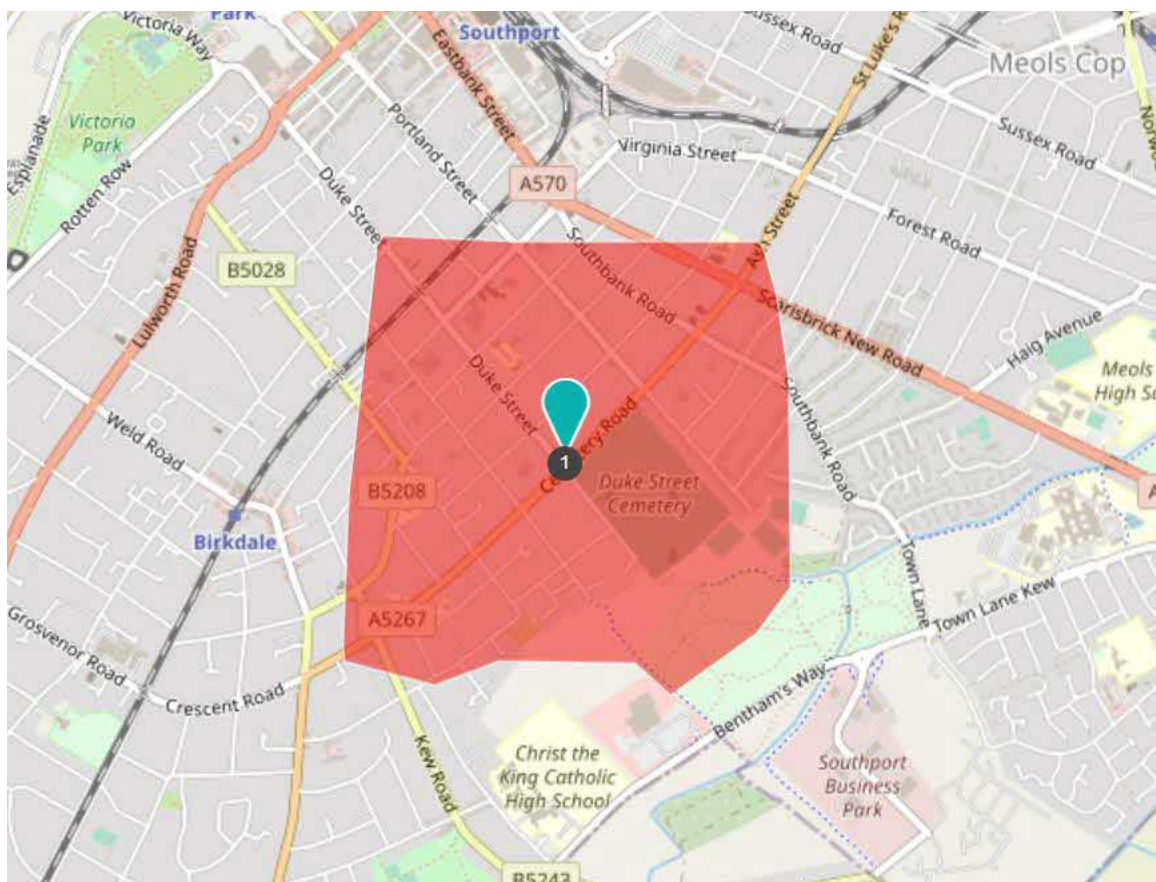 Park
Victoria Way
Southport
Eastbank Street
Sussex Road
St Luke's R
Meols Cop
Victoria
Park
Esplanade
Rotten Row
Portland Street
Duke Street
Virginia Street
Sussex Road
Norw
A570
Forest Road
Lulworth Road
B5028
Southbank Road
Ash Street
Scarisbrick New Road
Haig Avenue
Meols
High Sc
Duke Street
Weld Road
Cemetery Road
1
Southbank Road
B5208
Duke Street
Cemetery
A
Birkdale
Town Lane
Town Lane Kew
A5267
Grosvenor Road
Crescent Road
Bentham's Way
Kew Road
Christ the
King Catholic
High School
Southport
Business
Park
B5243